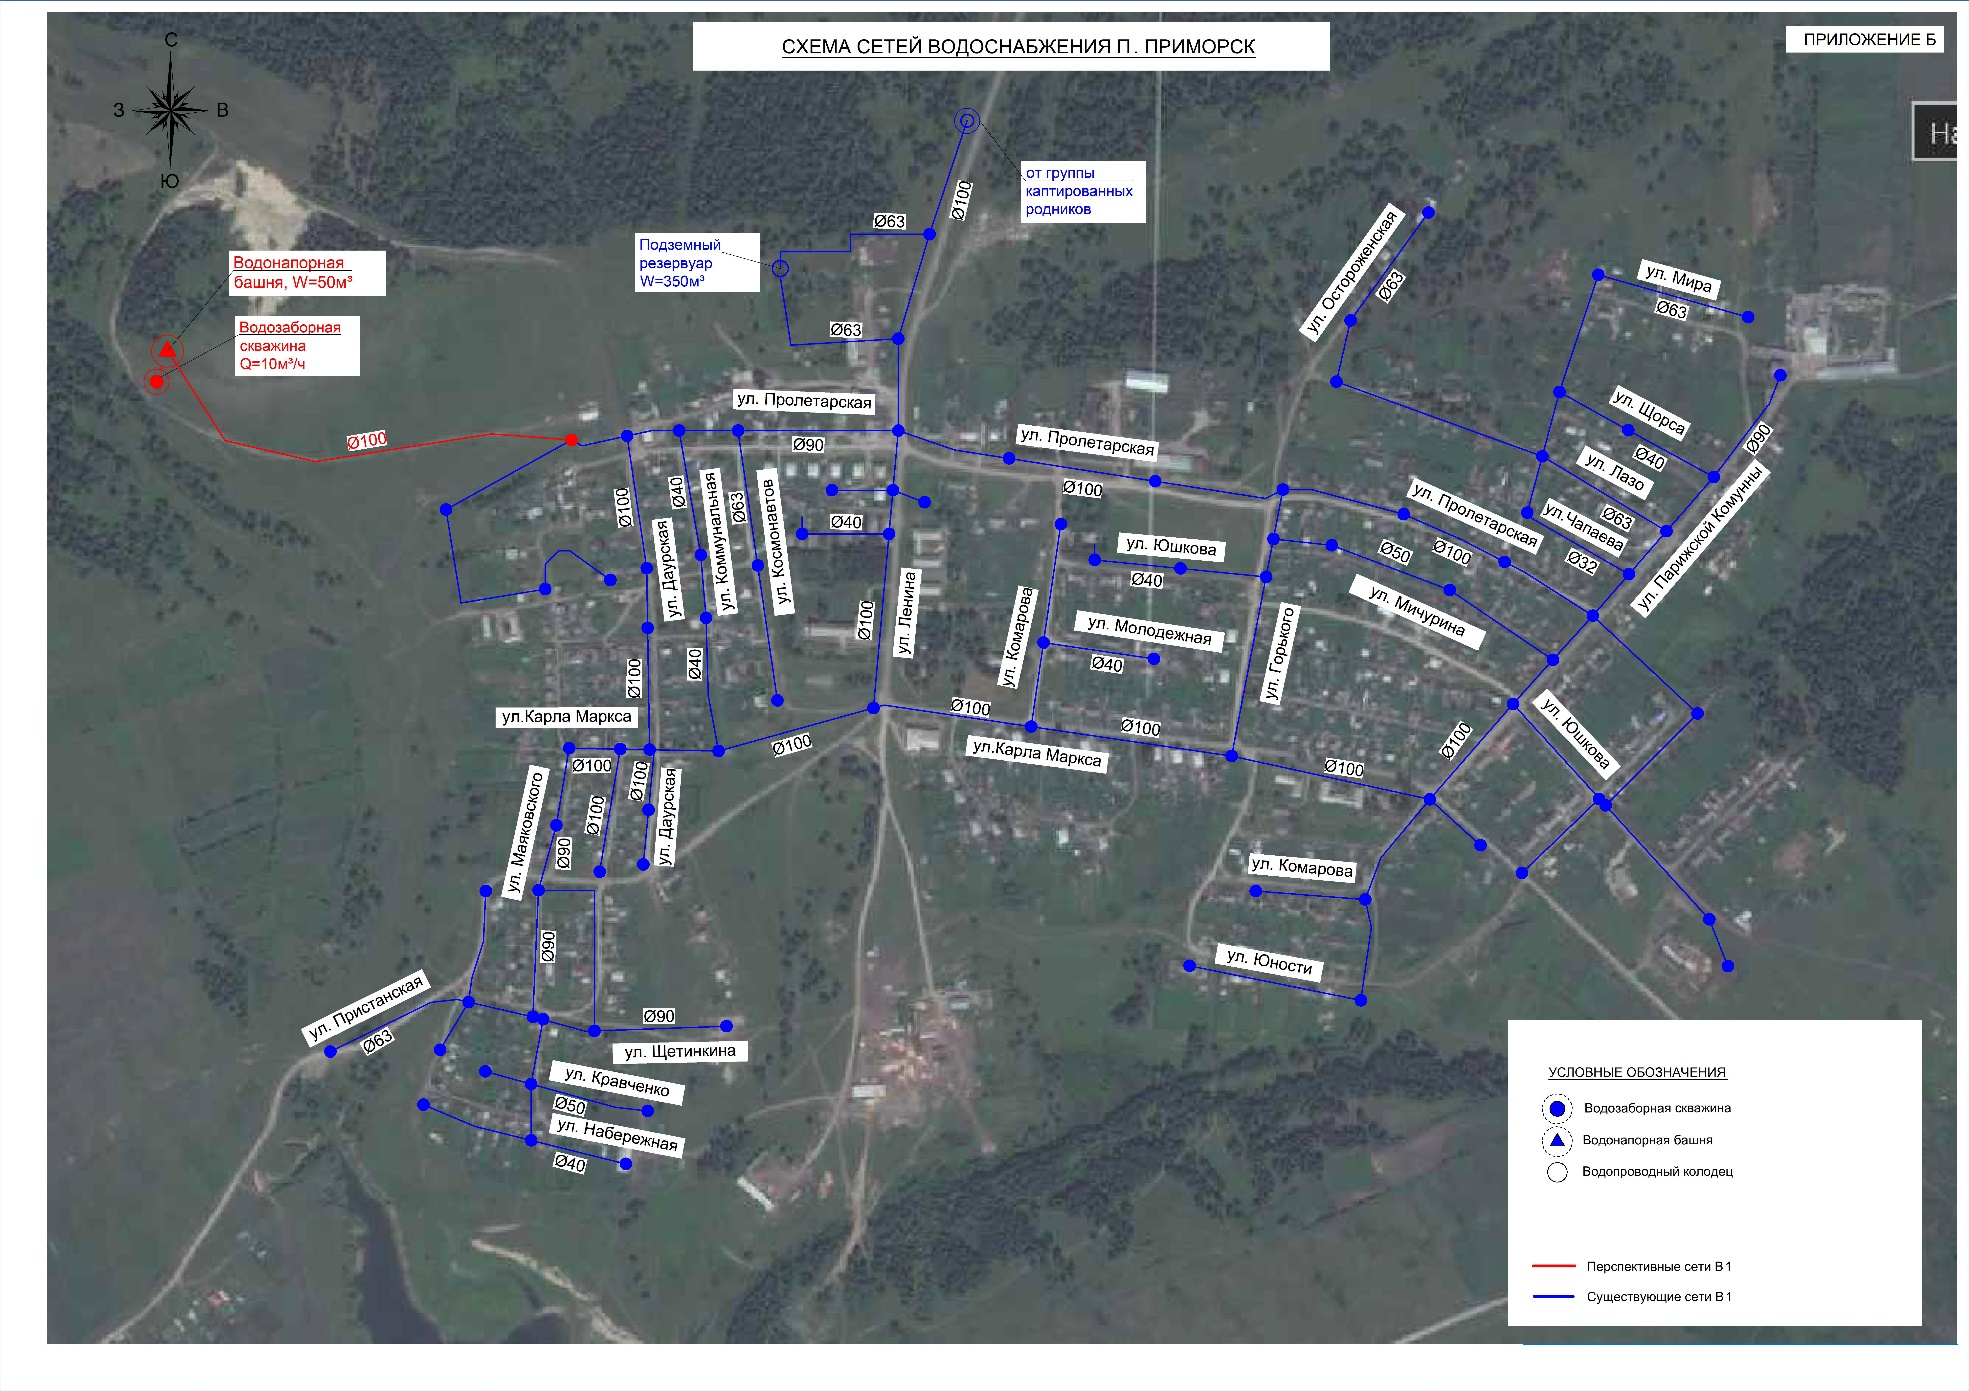 СХЕМА СЕТЕЙ ВОДОСНАБЖЕНИЯ П. ПРИМОРСК
ПРИЛОЖЕНИЕ Б
С
З
В
Ю
На
от группы
каптированных
родников
Ø100
Ø63
Подземный
резервуар
W=350м³
Ø63
Водонапорная
башня, W=50м³
Водозаборная
скважина
Q=10м³/ч
Ø100
ул. Остороженская
Ø63
ул. Мира
Ø63
ул. Пролетарская
Ø90
ул. Пролетарская
Ø100
ул. Щорса
Ø40
Ø90
ул. Лазо
Ø63
ул.Чапаева
Ø32
ул. Парижской Комунны
ул. Пролетарская
Ø100
Ø50
ул. Мичурина
Ø100
ул. Даурская
Ø40
ул. Коммунальная
Ø63
ул. Космонавтов
Ø40
Ø100
ул. Ленина
ул. Юшкова
Ø40
ул. Комарова
ул. Молодежная
Ø40
ул. Горького
Ø100
Ø40
ул.Карла Маркса
Ø100
Ø100
Ø100
ул.Карла Маркса
Ø100
Ø100
ул. Юшкова
Ø100
Ø100
Ø100
ул. Даурская
ул. Маяковского
Ø90
Ø90
ул. Комарова
ул. Юности
ул. Пристанская
Ø63
Ø90
ул. Щетинкина
ул. Кравченко
Ø50
ул. Набережная
Ø40
УСЛОВНЫЕ ОБОЗНАЧЕНИЯ
Водозаборная скважина
Водонапорная башня
Водопроводный колодец
Перспективные сети В1
Существующие сети В1